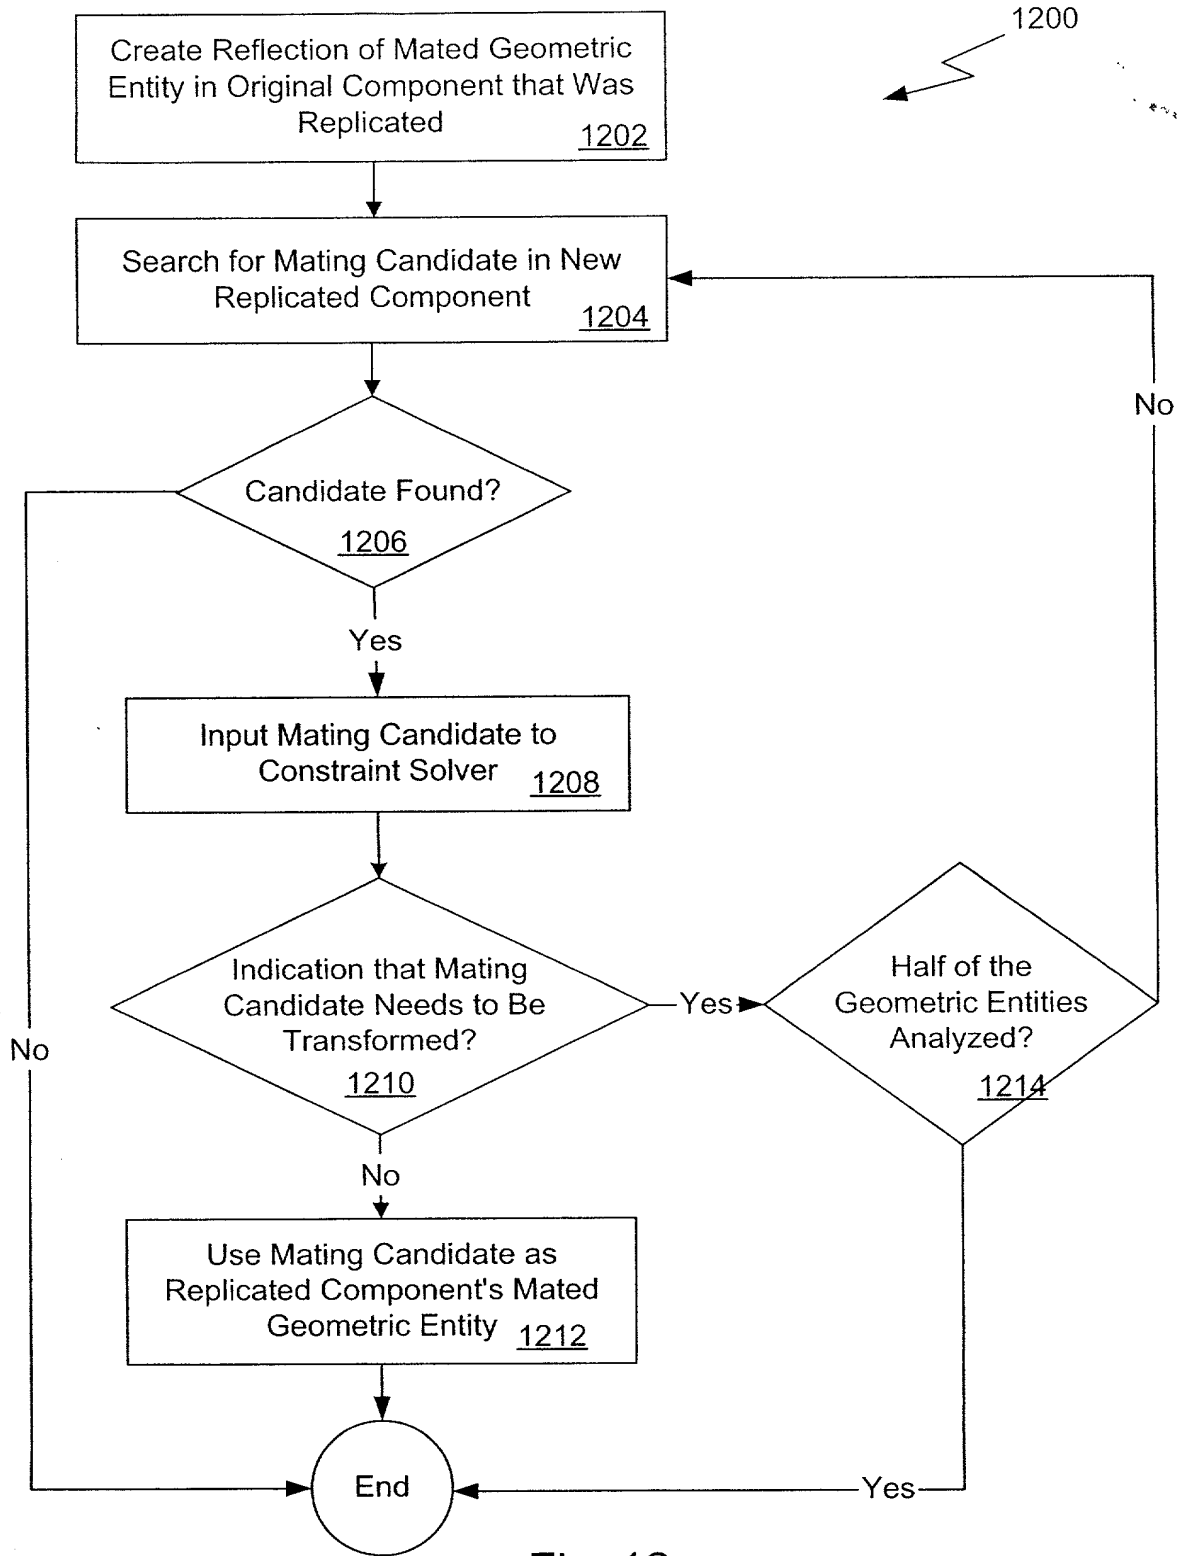 1200
Create Reflection of Mated Geometric
Entity in Original Component that Was
Replicated
1202
Search for Mating Candidate in New
Replicated Component
1204
No
Candidate Found?
1206
Yes
Input Mating Candidate to
Constraint Solver
1208
Indication that Mating
Candidate Needs to Be
Transformed?
1210
Yes
Half of the
Geometric Entities
Analyzed?
1214
No
No
Use Mating Candidate as
Replicated Component's Mated
Geometric Entity
1212
End
Yes